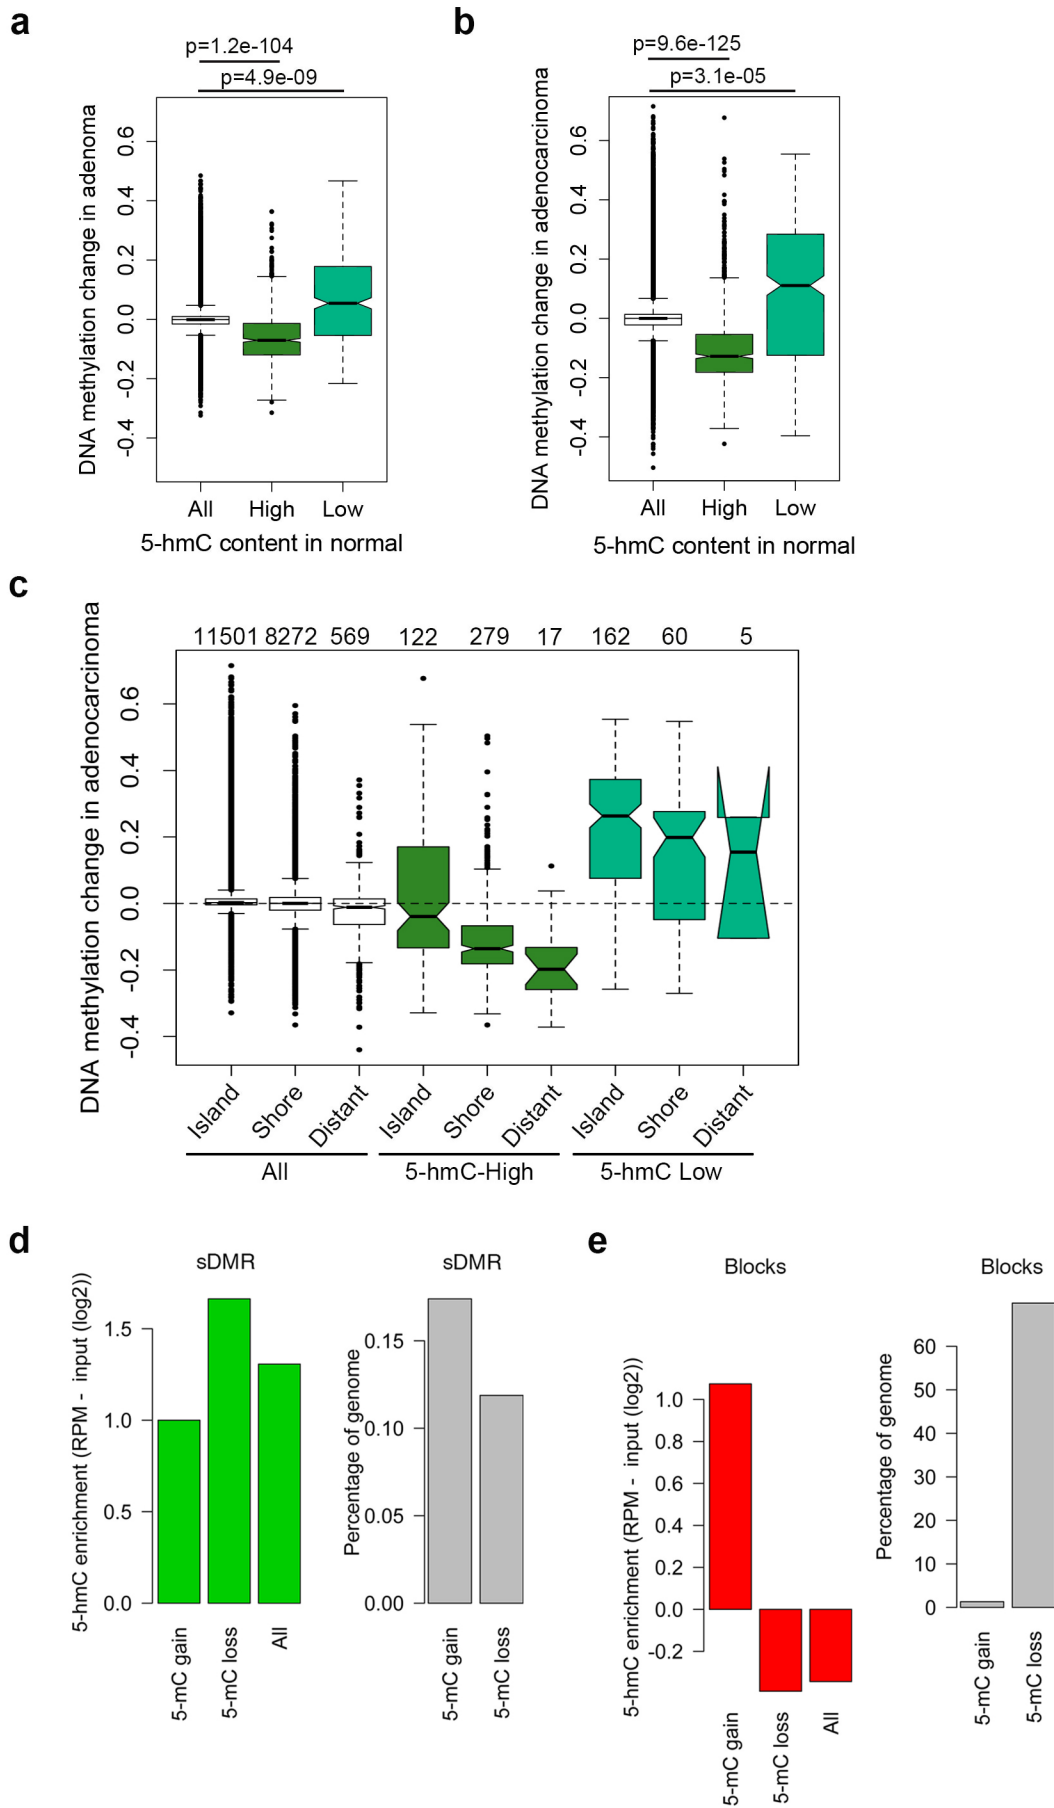 a
p=1.2e-104
p=4.9e-09
DNA methylation change in adenoma
0.6
0.4
0.2
0.0
-0.2
-0.4
All High Low
5-hmC content in normal
b
p=9.6e-125
p=3.1e-05
DNA methylation change in adenocarcinoma
0.6
0.4
0.2
0.0
-0.2
-0.4
All High Low
5-hmC content in normal
c
11501 8272 569 122 279 17 162 60 5
DNA methylation change in adenocarcinoma
0.6
0.4
0.2
0.0
-0.2
-0.4
Island Shore Distant Island Shore Distant Island Shore Distant
All 5-hmC-High 5-hmC Low
d
sDMR
5-hmC enrichment (RPM - input (log2))
1.5
1.0
0.5
0.0
5-mC gain 5-mC loss All
sDMR
Percentage of genome
0.15
0.10
0.05
0.00
5-mC gain 5-mC loss
e
Blocks
5-hmC enrichment (RPM - input (log2))
1.0
0.8
0.6
0.4
0.2
0.0
-0.2
5-mC gain 5-mC loss All
Blocks
Percentage of genome
60
50
40
30
20
10
0
5-mC gain 5-mC loss